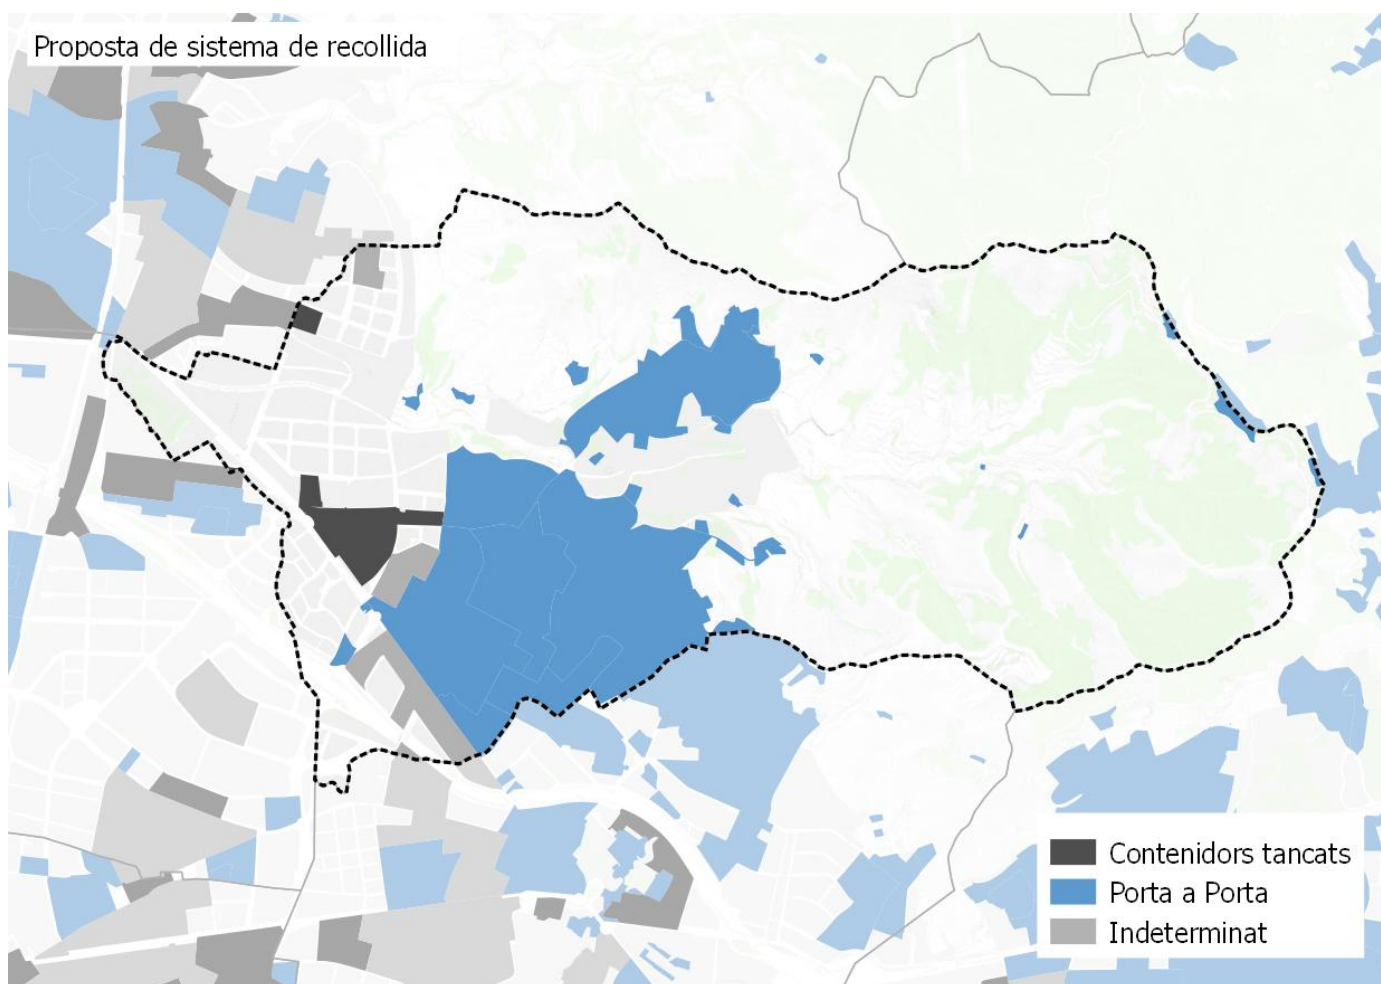 Proposta de sistema de recollida
Contenidors tancats
Porta a Porta
Indeterminat